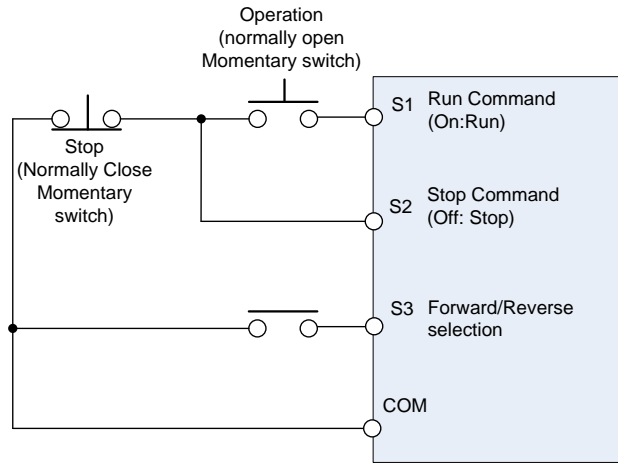 Operation
(normally open
Momentary switch)
Stop
(Normally Close
Momentary
switch)
S1 Run Command
(On:Run)
S2 Stop Command
(Off: Stop)
S3 Forward/Reverse
selection
COM